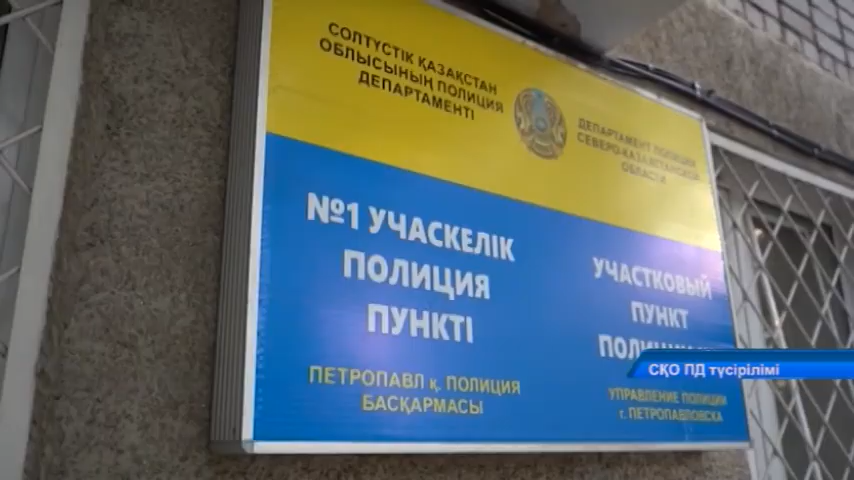 СОЛТҮСТІК ҚАЗАҚСТАН
ОБЛЫСЫНЫҢ ПОЛИЦИЯ
ДЕПАРТАМЕНТІ
ДЕПАРТАМЕНТ ПОЛИЦИИ
СЕВЕРО-КАЗАХСТАНСКОЙ
ОБЛАСТИ
№1 УЧАСКЕЛІК
ПОЛИЦИЯ
ПУНКТІ
ПЕТРОПАВЛ қ. ПОЛИЦИЯ
БАСҚАРМАСЫ
УЧАСТКОВЫЙ
ПУНКТ
УПРАВЛЕНИЕ ПОЛИЦИИ
г. ПЕТРОПАВЛОВСКА
СҚО ПД түсірілімі